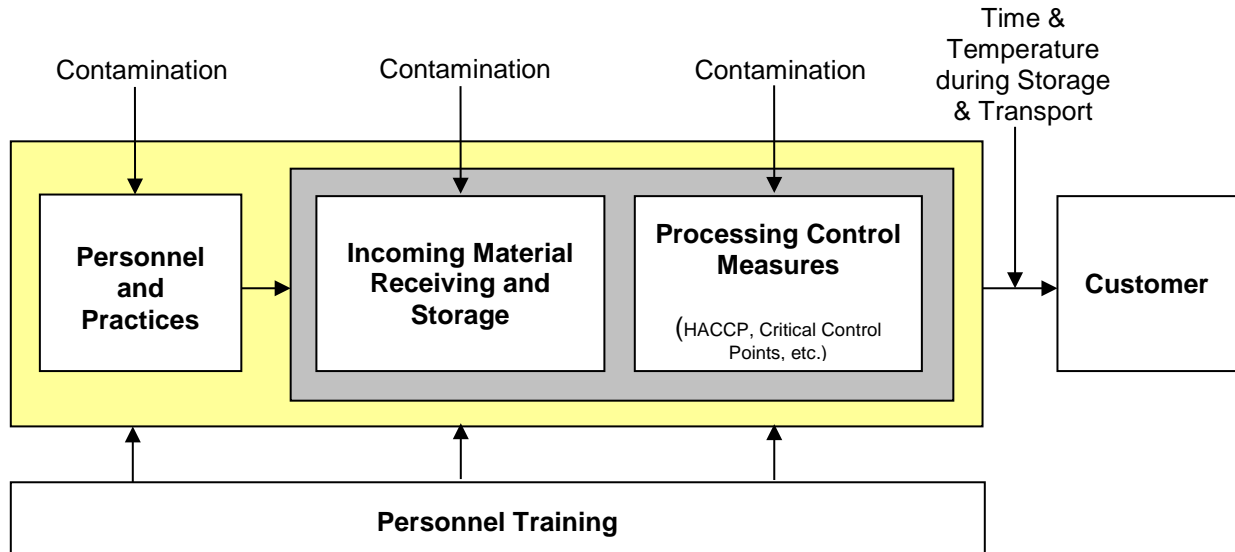 Time &
Temperature
during Storage
& Transport
Contamination
Contamination
Contamination
Personnel
and
Practices
Incoming Material
Receiving and
Storage
Processing Control
Measures
(HACCP, Critical Control
Points, etc.)
Customer
Personnel Training